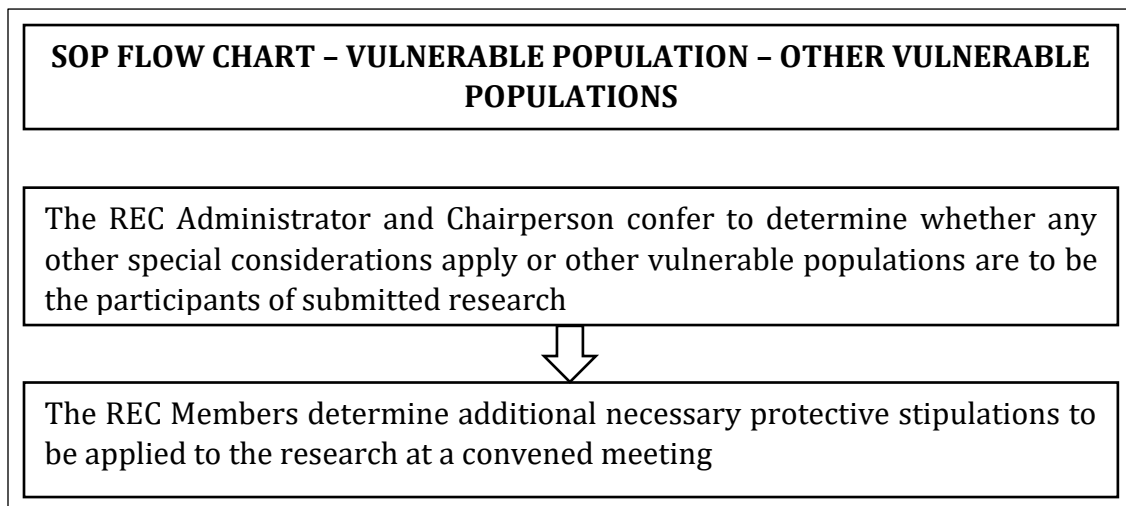 SOP FLOW CHART – VULNERABLE POPULATION – OTHER VULNERABLE
POPULATIONS
The REC Administrator and Chairperson confer to determine whether any
other special considerations apply or other vulnerable populations are to be
the participants of submitted research
The REC Members determine additional necessary protective stipulations to
be applied to the research at a convened meeting